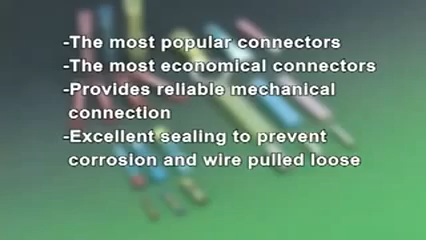 -The most popular connectors
-The most economical connectors
-Provides reliable mechanical
connection
-Excellent sealing to prevent
corrosion and wire pulled loose